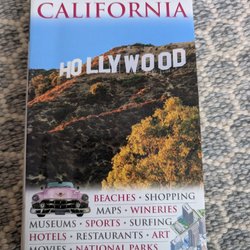 CALIFORNIA
HOLLYWOOD
BEACHES • SHOPPING
MAPS • WINERIES
MUSEUMS • SPORTS • SURFING
HOTELS • RESTAURANTS • ART
MOVIES • NATIONAL PARKS